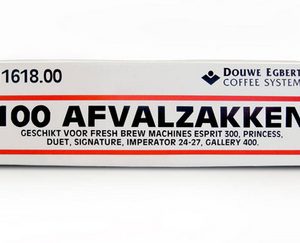 1618.00
DOUWE EGBERT
COFFEE SYSTEM
100 AFVALZAKKEN
GESCHIKT VOOR FRESH BREW MACHINES ESPRIT 300, PRINCESS,
DUET, SIGNATURE, IMPERATOR 24-27, GALLERY 400.